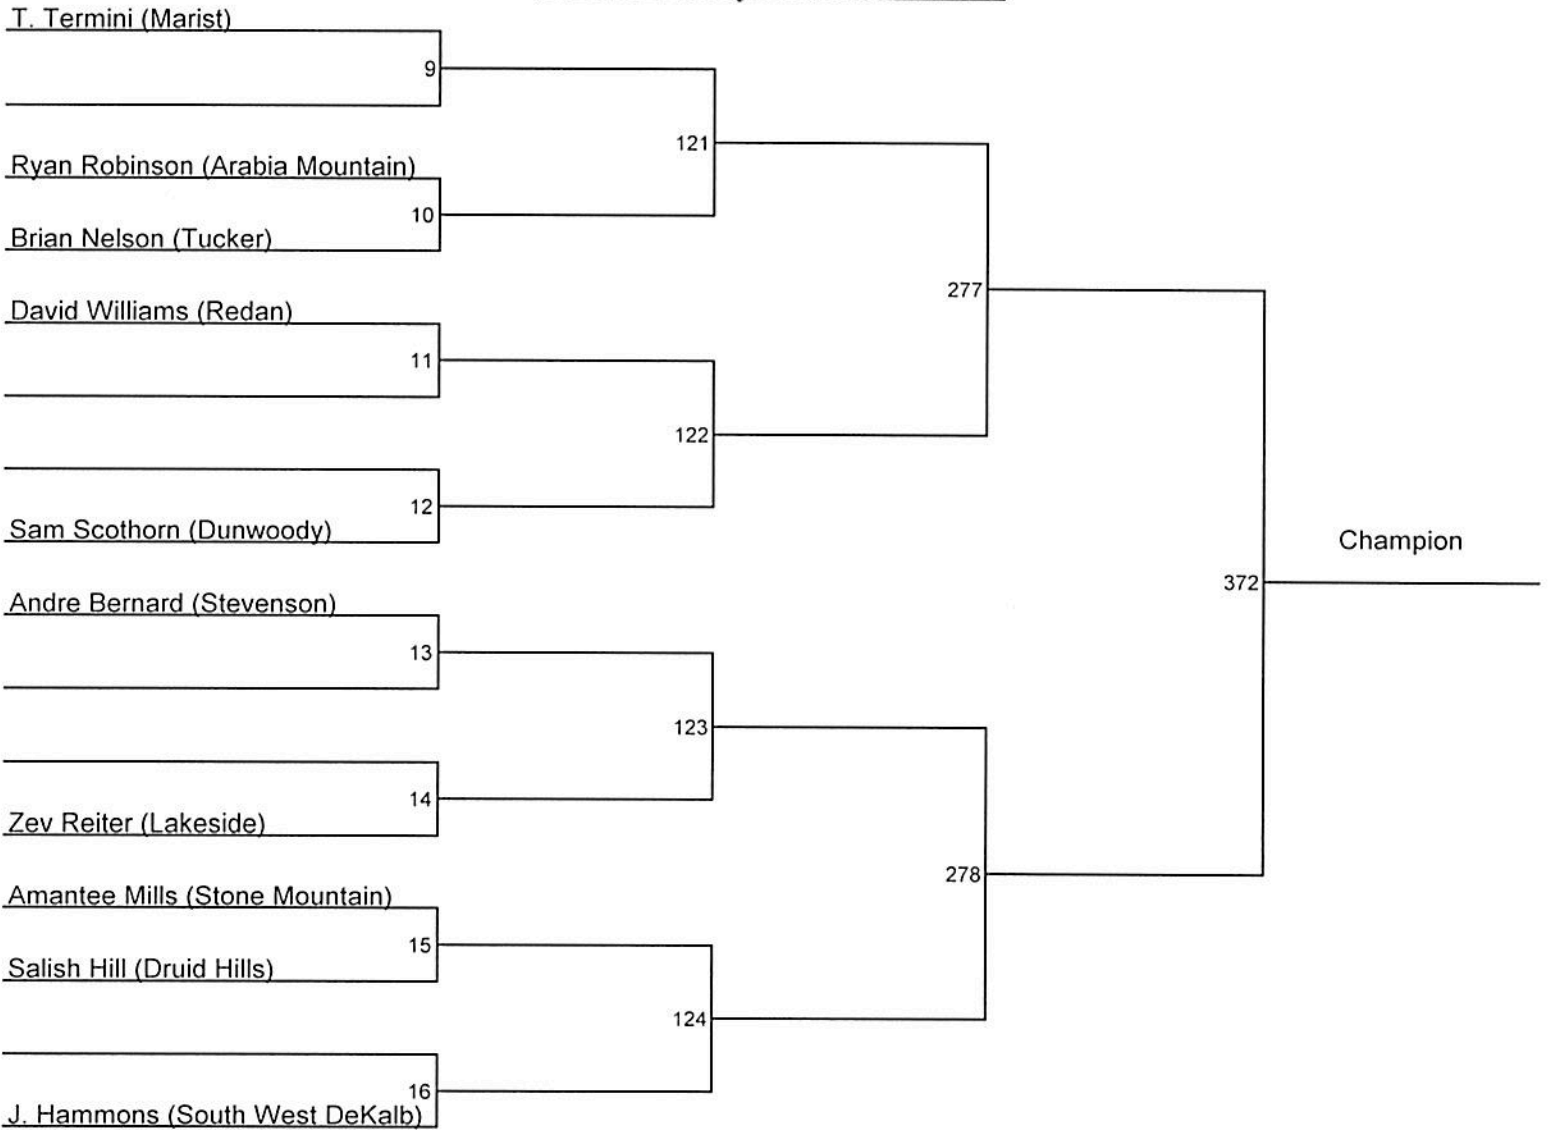 T. Termini (Marist)
9
121
Ryan Robinson (Arabia Mountain)
10
Brian Nelson (Tucker)
277
David Williams (Redan)
11
122
12
Sam Scothorn (Dunwoody)
Champion
372
Andre Bernard (Stevenson)
13
123
14
Zev Reiter (Lakeside)
278
Amantee Mills (Stone Mountain)
15
Salish Hill (Druid Hills)
124
16
J. Hammons (South West DeKalb)